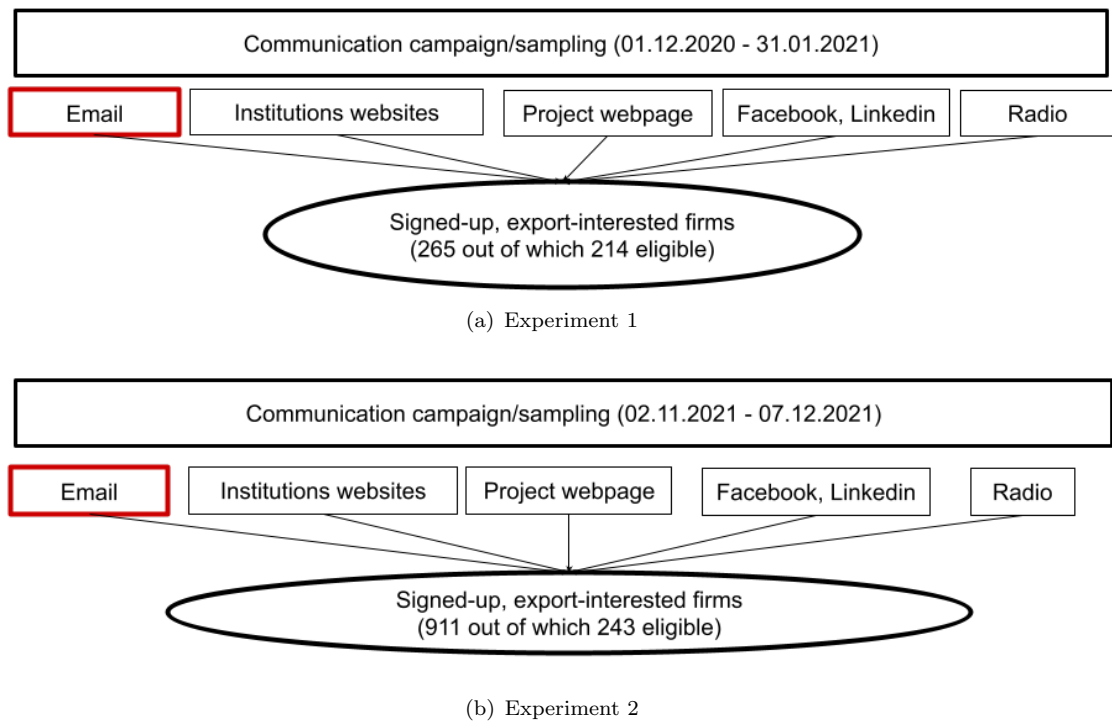 Communication campaign/sampling (01.12.2020 - 31.01.2021)
Email
Institutions websites
Project webpage
Facebook, Linkedin
Radio
Signed-up, export-interested firms
(265 out of which 214 eligible)
(a) Experiment 1
Communication campaign/sampling (02.11.2021 - 07.12.2021)
Email
Institutions websites
Project webpage
Facebook, Linkedin
Radio
Signed-up, export-interested firms
(911 out of which 243 eligible)
(b) Experiment 2